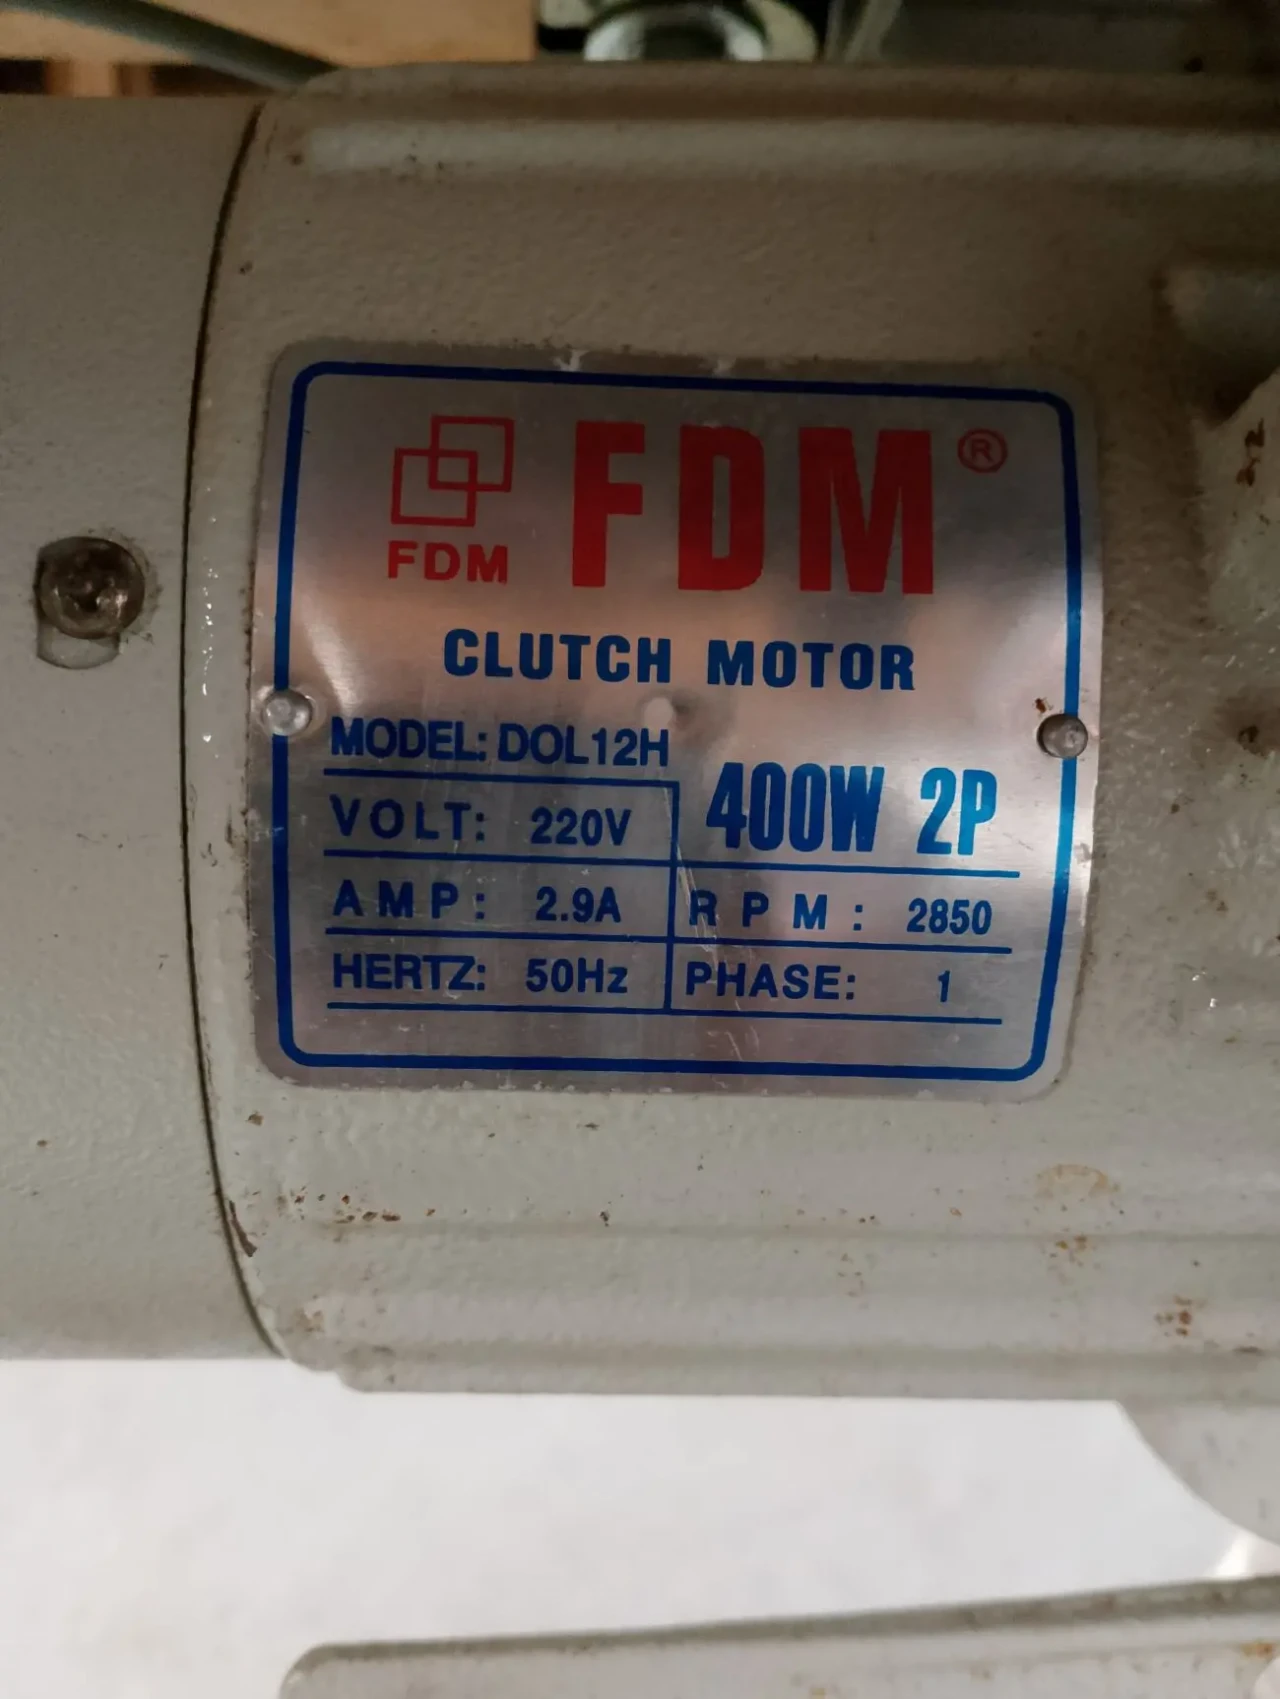 FDM
FDM ®
CLUTCH MOTOR
MODEL: DOL12H
400W 2P
VOLT: 220V
AMP: 2.9A
RPM: 2850
HERTZ: 50Hz
PHASE: 1